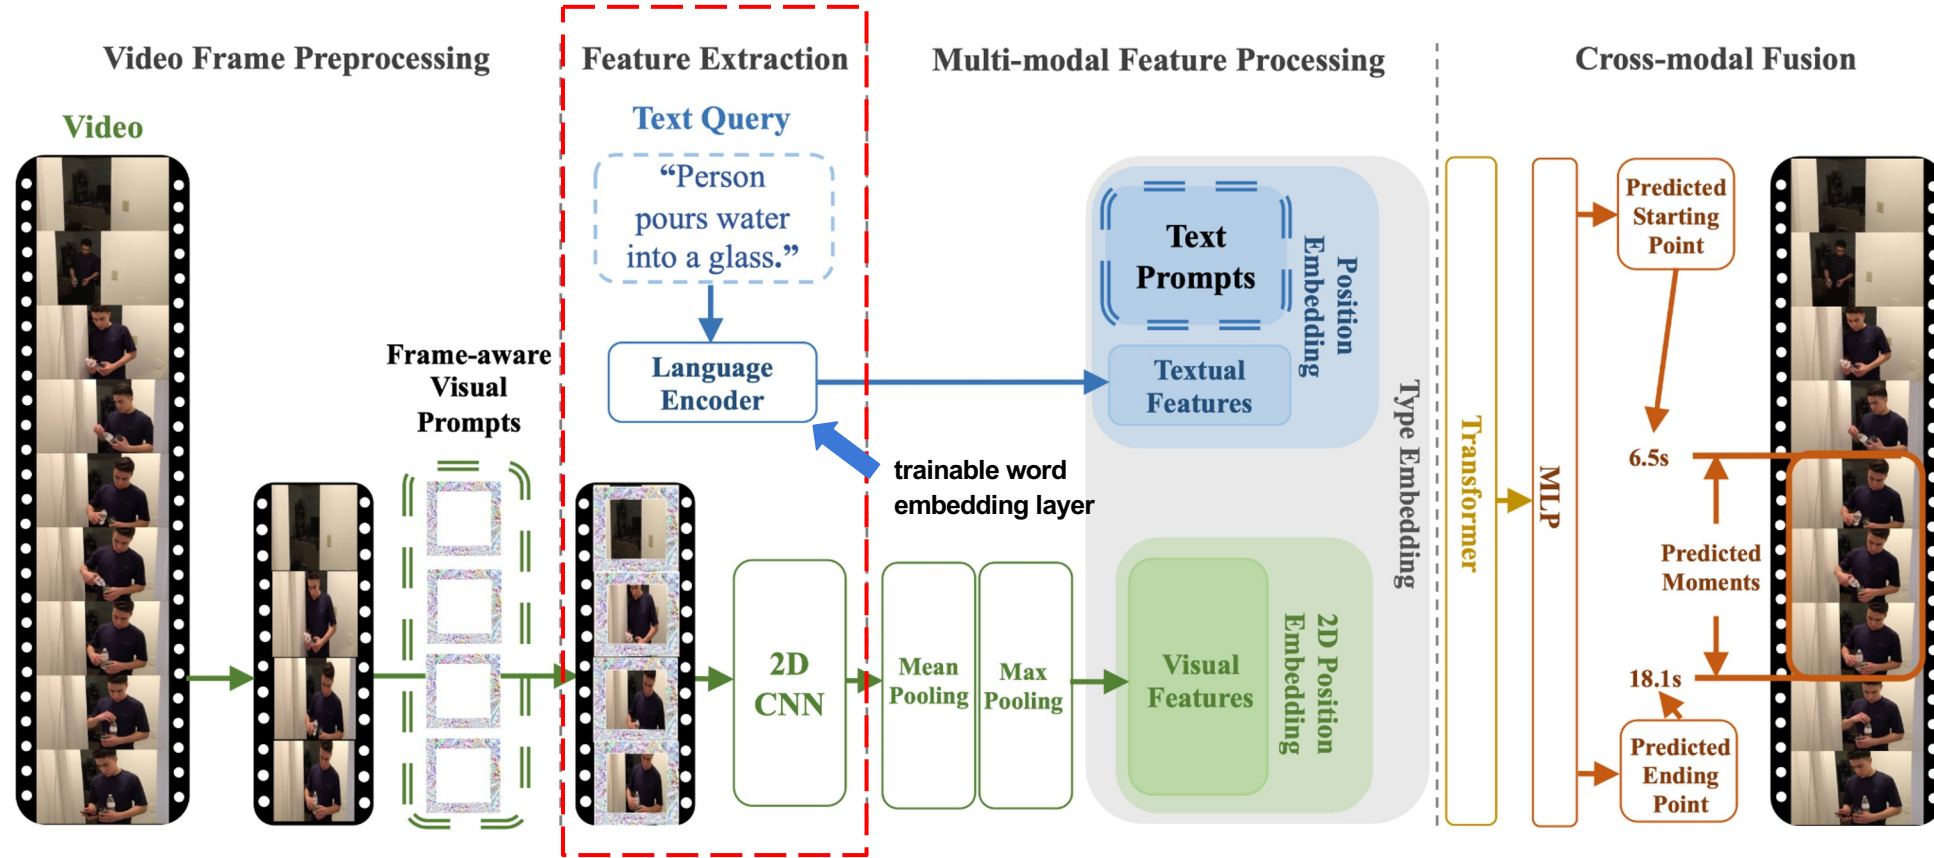 Video Frame Preprocessing
Feature Extraction
Multi-modal Feature Processing
Cross-modal Fusion
Video
Text Query
“Person
pours water
into a glass.”
Language
Encoder
trainable word
embedding layer
Frame-aware
Visual
Prompts
2D
CNN
Mean
Pooling
Max
Pooling
Text
Prompts
Position
Embedding
Textual
Features
Type Embedding
Visual
Features
2D Position
Embedding
Transformer
MLP
Predicted
Starting
Point
6.5s
Predicted
Moments
18.1s
Predicted
Ending
Point